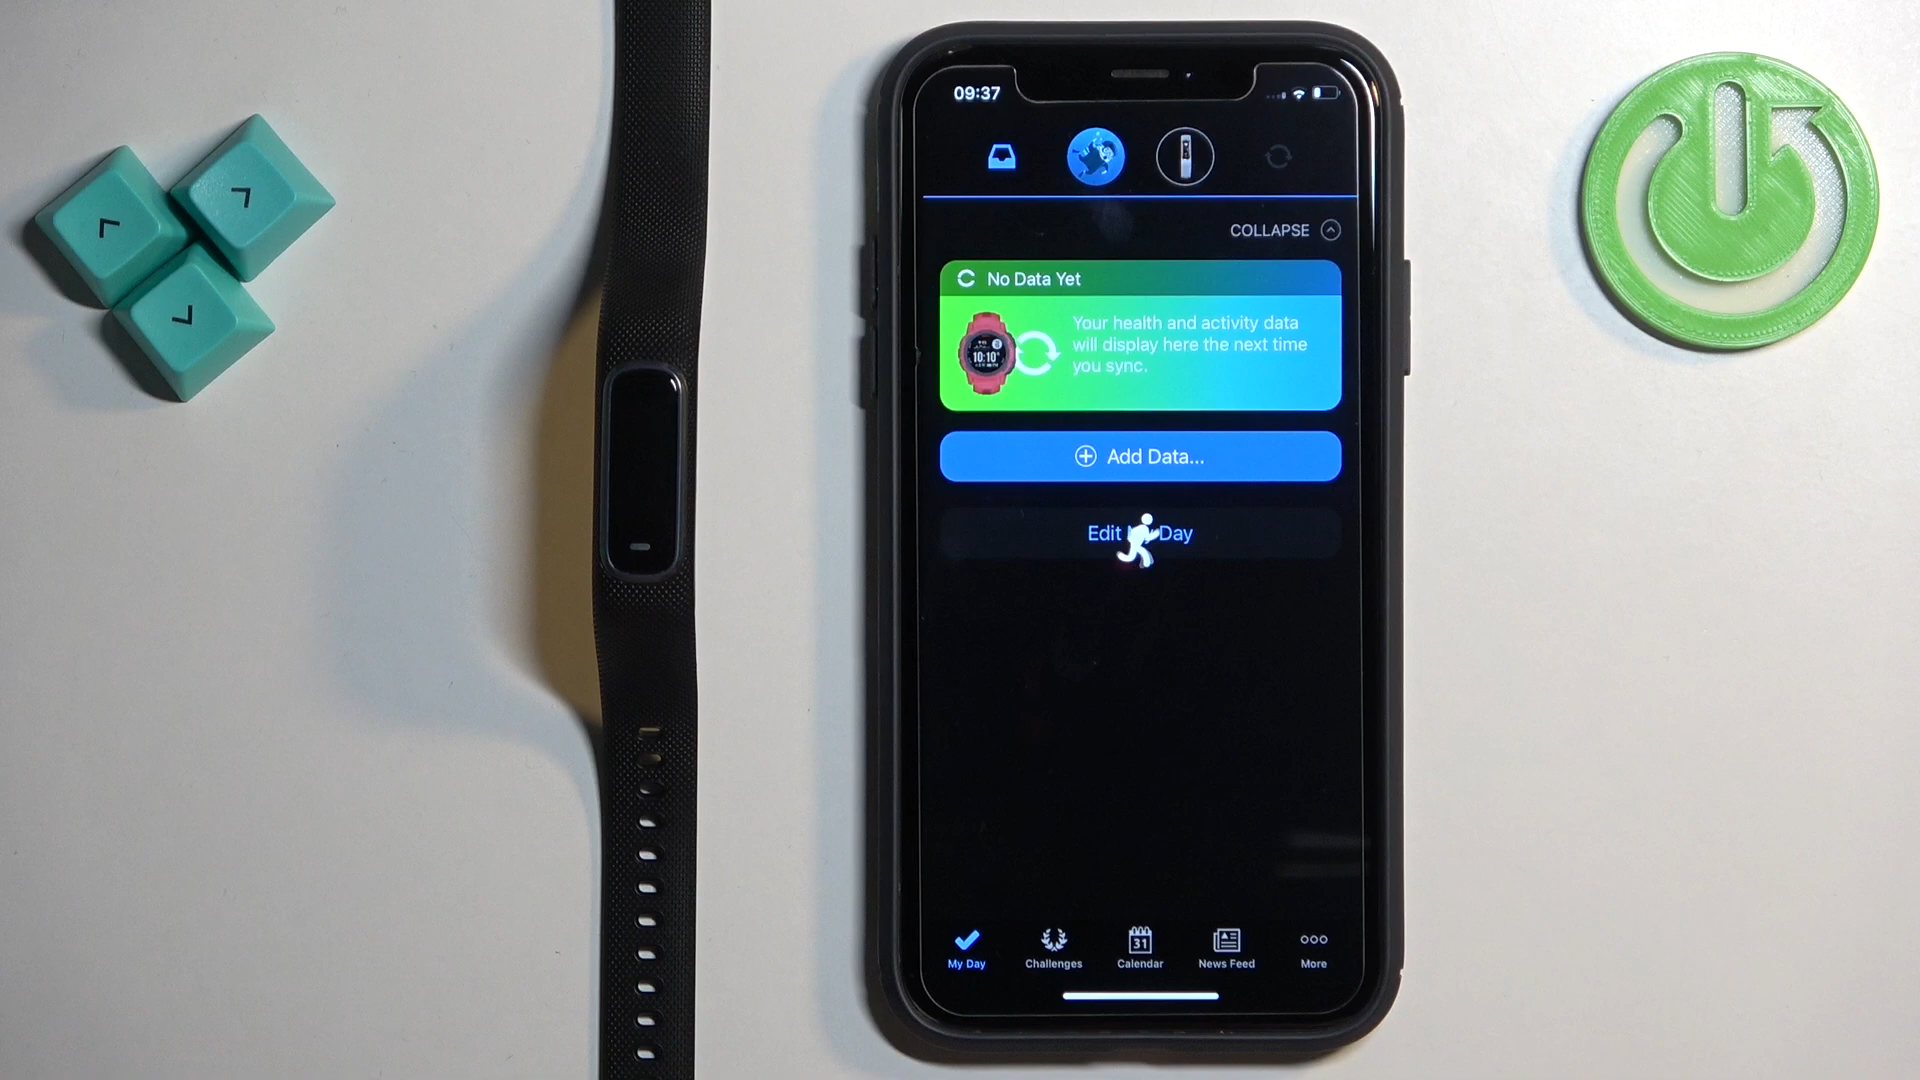 09:37
COLLAPSE
No Data Yet
Your health and activity data
will display here the next time
you sync.
10:10
Add Data...
Edit My Day
31
My Day
Challenges
Calendar
News Feed
More